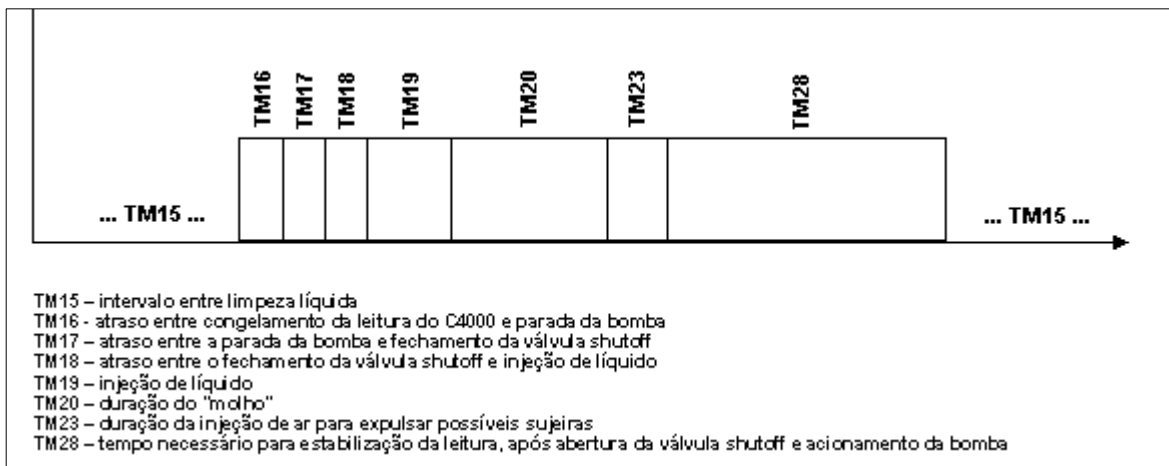 TM16
TM17
TM18
TM19
TM20
TM23
TM28
... TM15 ...
... TM15 ...
TM15 – intervalo entre limpeza líquida
TM16 - atraso entre congelamento da leitura do C4000 e parada da bomba
TM17 – atraso entre a parada da bomba e fechamento da válvula shutoff
TM18 – atraso entre o fechamento da válvula shutoff e injeção de líquido
TM19 – injeção de líquido
TM20 – duração do "molho"
TM23 – duração da injeção de ar para expulsar possíveis sujeiras
TM28 – tempo necessário para estabilização da leitura, após abertura da válvula shutoff e acionamento da bomba